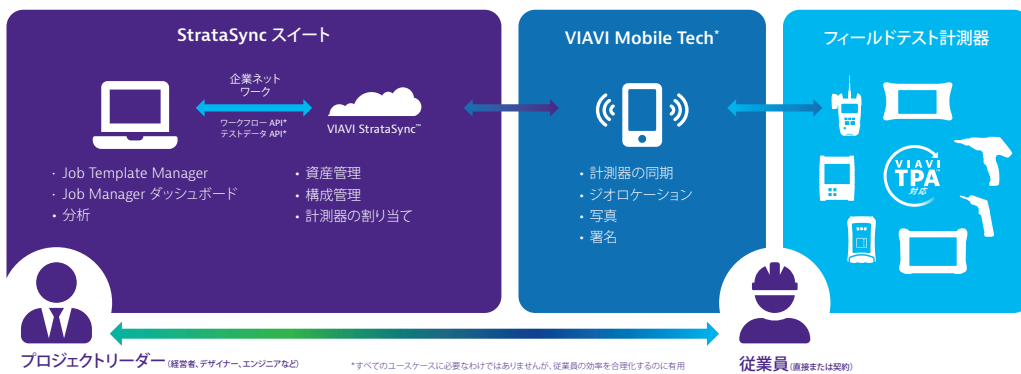 StrataSync スイート
企業ネット
ワーク
ワークフロー API*
テストデータ API*
VIAVI StrataSync™
・Job Template Manager
・Job Manager ダッシュボード
・分析
・資産管理
・構成管理
・計測器の割り当て
VIAVI Mobile Tech*
・計測器の同期
・ジオロケーション
・写真
・署名
フィールドテスト計測器
VIAVI
TPA
対応
プロジェクトリーダー (経営者、デザイナー、エンジニアなど)
*すべてのユースケースに必要なわけではありませんが、従業員の効率を合理化するのに有用
従業員 (直接または契約)